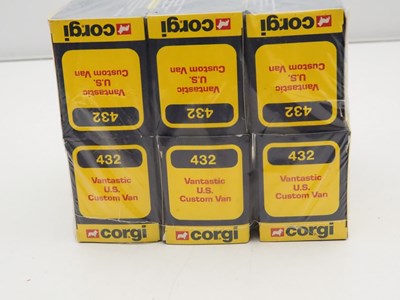 corgi
corgi
corgi
Vantastic
U.S.
Custom Van
432
Vantastic
U.S.
Custom Van
432
Vantastic
U.S.
Custom Van
432
432
Vantastic
U.S.
Custom Van
corgi
432
Vantastic
U.S.
Custom Van
corgi
432
Vantastic
U.S.
Custom Van
corgi